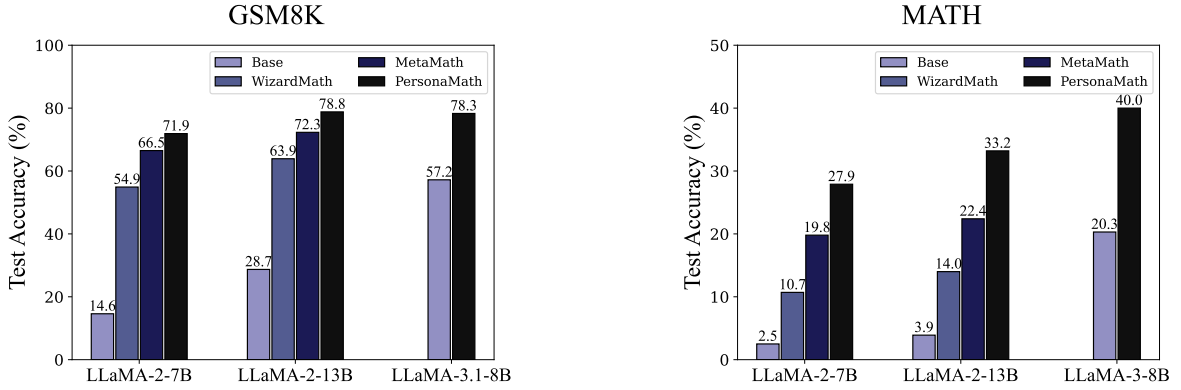 GSM8K
Test Accuracy (%)
100
80
60
40
20
0
Base
WizardMath
MetaMath
PersonaMath
14.6
54.9
66.5
71.9
28.7
63.9
72.3
78.8
57.2
78.3
LLaMA-2-7B
LLaMA-2-13B
LLaMA-3.1-8B
MATH
Test Accuracy (%)
50
40
30
20
10
0
Base
WizardMath
MetaMath
PersonaMath
2.5
10.7
19.8
27.9
3.9
14.0
22.4
33.2
20.3
40.0
LLaMA-2-7B
LLaMA-2-13B
LLaMA-3-8B